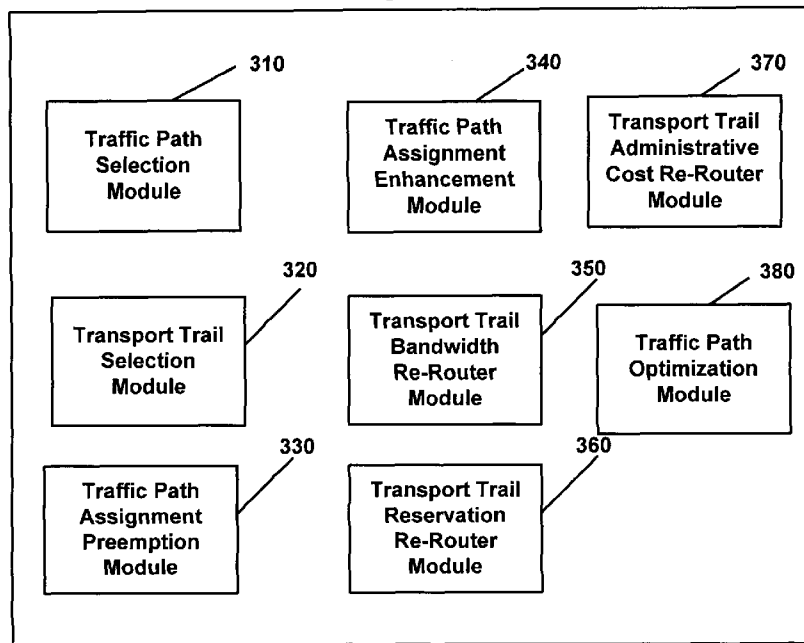 310
Traffic Path
Selection
Module
320
Transport Trail
Selection
Module
330
Traffic Path
Assignment
Preemption
Module
340
Traffic Path
Assignment
Enhancement
Module
350
Transport Trail
Bandwidth
Re-Router
Module
360
Transport Trail
Reservation
Re-Router
Module
370
Transport Trail
Administrative
Cost Re-Router
Module
380
Traffic Path
Optimization
Module